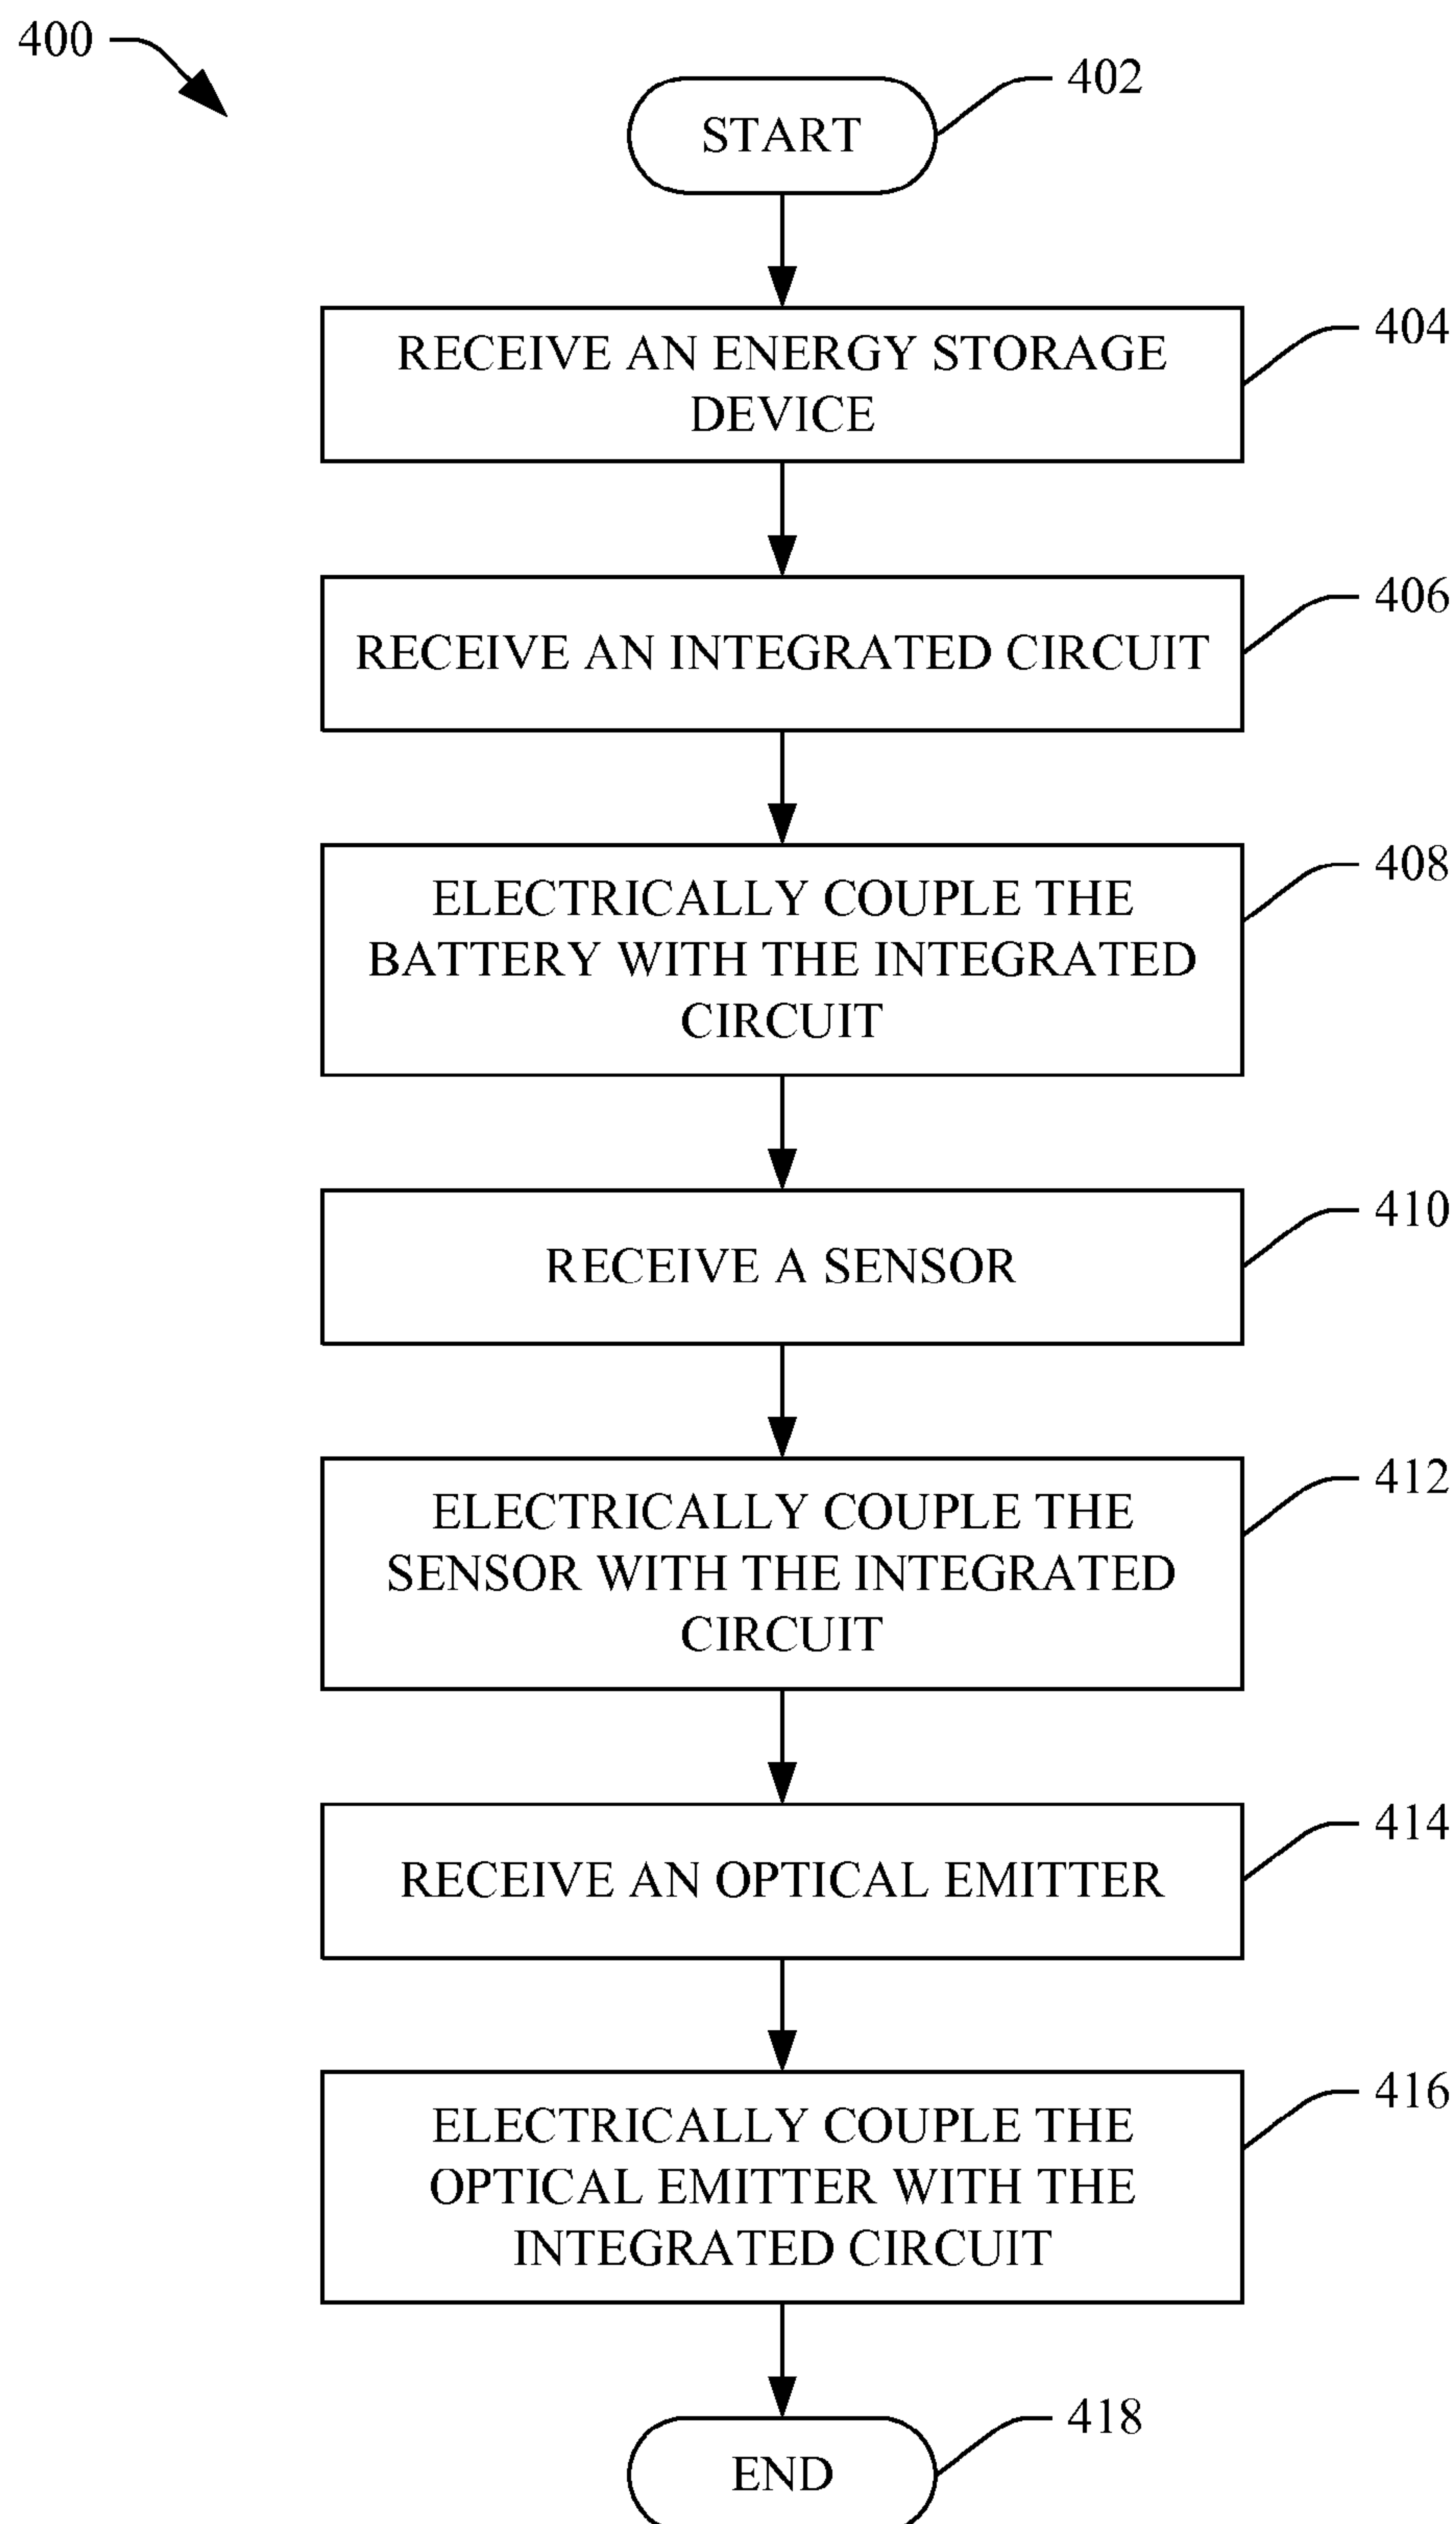 400
402
START
404
RECEIVE AN ENERGY STORAGE
DEVICE
406
RECEIVE AN INTEGRATED CIRCUIT
408
ELECTRICALLY COUPLE THE
BATTERY WITH THE INTEGRATED
CIRCUIT
410
RECEIVE A SENSOR
412
ELECTRICALLY COUPLE THE
SENSOR WITH THE INTEGRATED
CIRCUIT
414
RECEIVE AN OPTICAL EMITTER
416
ELECTRICALLY COUPLE THE
OPTICAL EMITTER WITH THE
INTEGRATED CIRCUIT
418
END